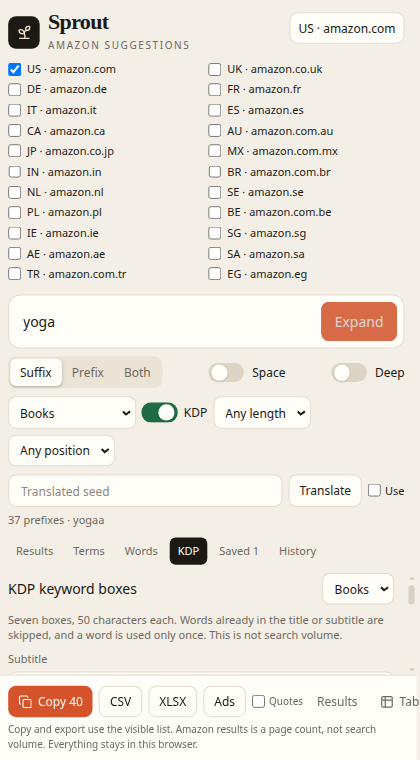 Sprout
AMAZON SUGGESTIONS
US · amazon.com
US · amazon.com
UK · amazon.co.uk
DE · amazon.de
FR · amazon.fr
IT · amazon.it
ES · amazon.es
CA · amazon.ca
AU · amazon.com.au
JP · amazon.co.jp
MX · amazon.com.mx
IN · amazon.in
BR · amazon.com.br
NL · amazon.nl
SE · amazon.se
PL · amazon.pl
BE · amazon.com.be
IE · amazon.ie
SG · amazon.sg
AE · amazon.ae
SA · amazon.sa
TR · amazon.com.tr
EG · amazon.eg
yoga
Expand
Suffix Prefix Both
Space
Deep
Books
KDP
Any length
Any position
Translated seed
Translate
Use
37 prefixes · yogaa
Results Terms Words KDP Saved 1 History
KDP keyword boxes
Books
Seven boxes, 50 characters each. Words already in the title or subtitle are
skipped, and a word is used only once. This is not search volume.
Subtitle
Copy 40
CSV
XLSX
Ads
Quotes
Results
Tab
Copy and export use the visible list. Amazon results is a page count, not search
volume. Everything stays in this browser.